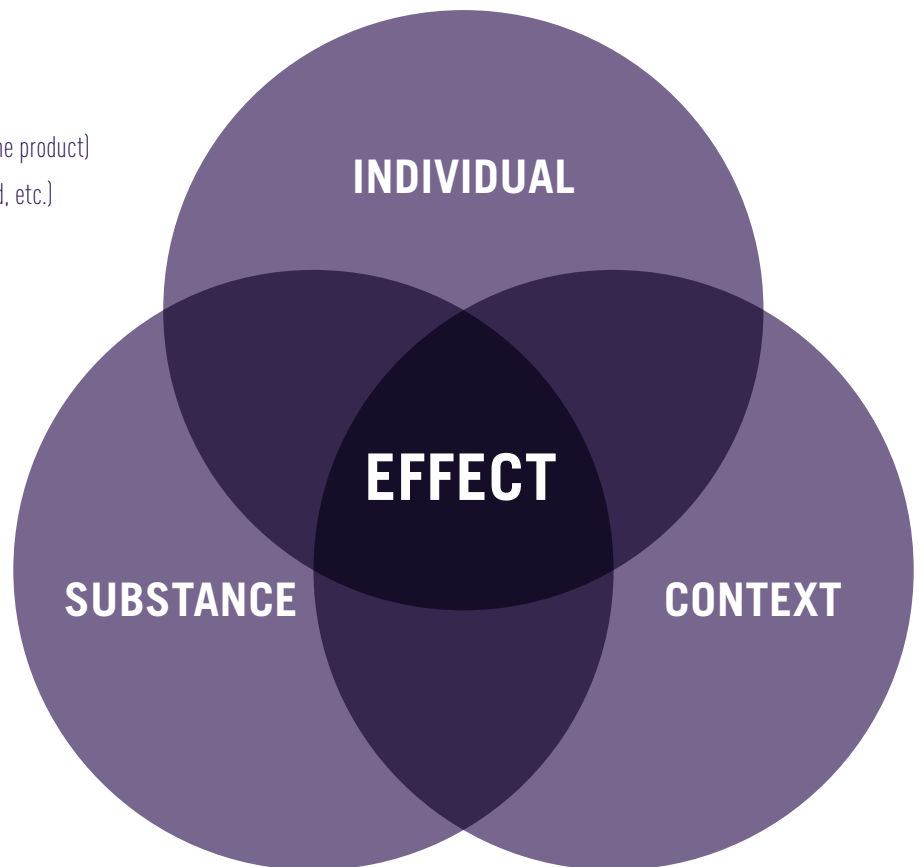 product)
etc.)
INDIVIDUAL
EFFECT
SUBSTANCE
CONTEXT